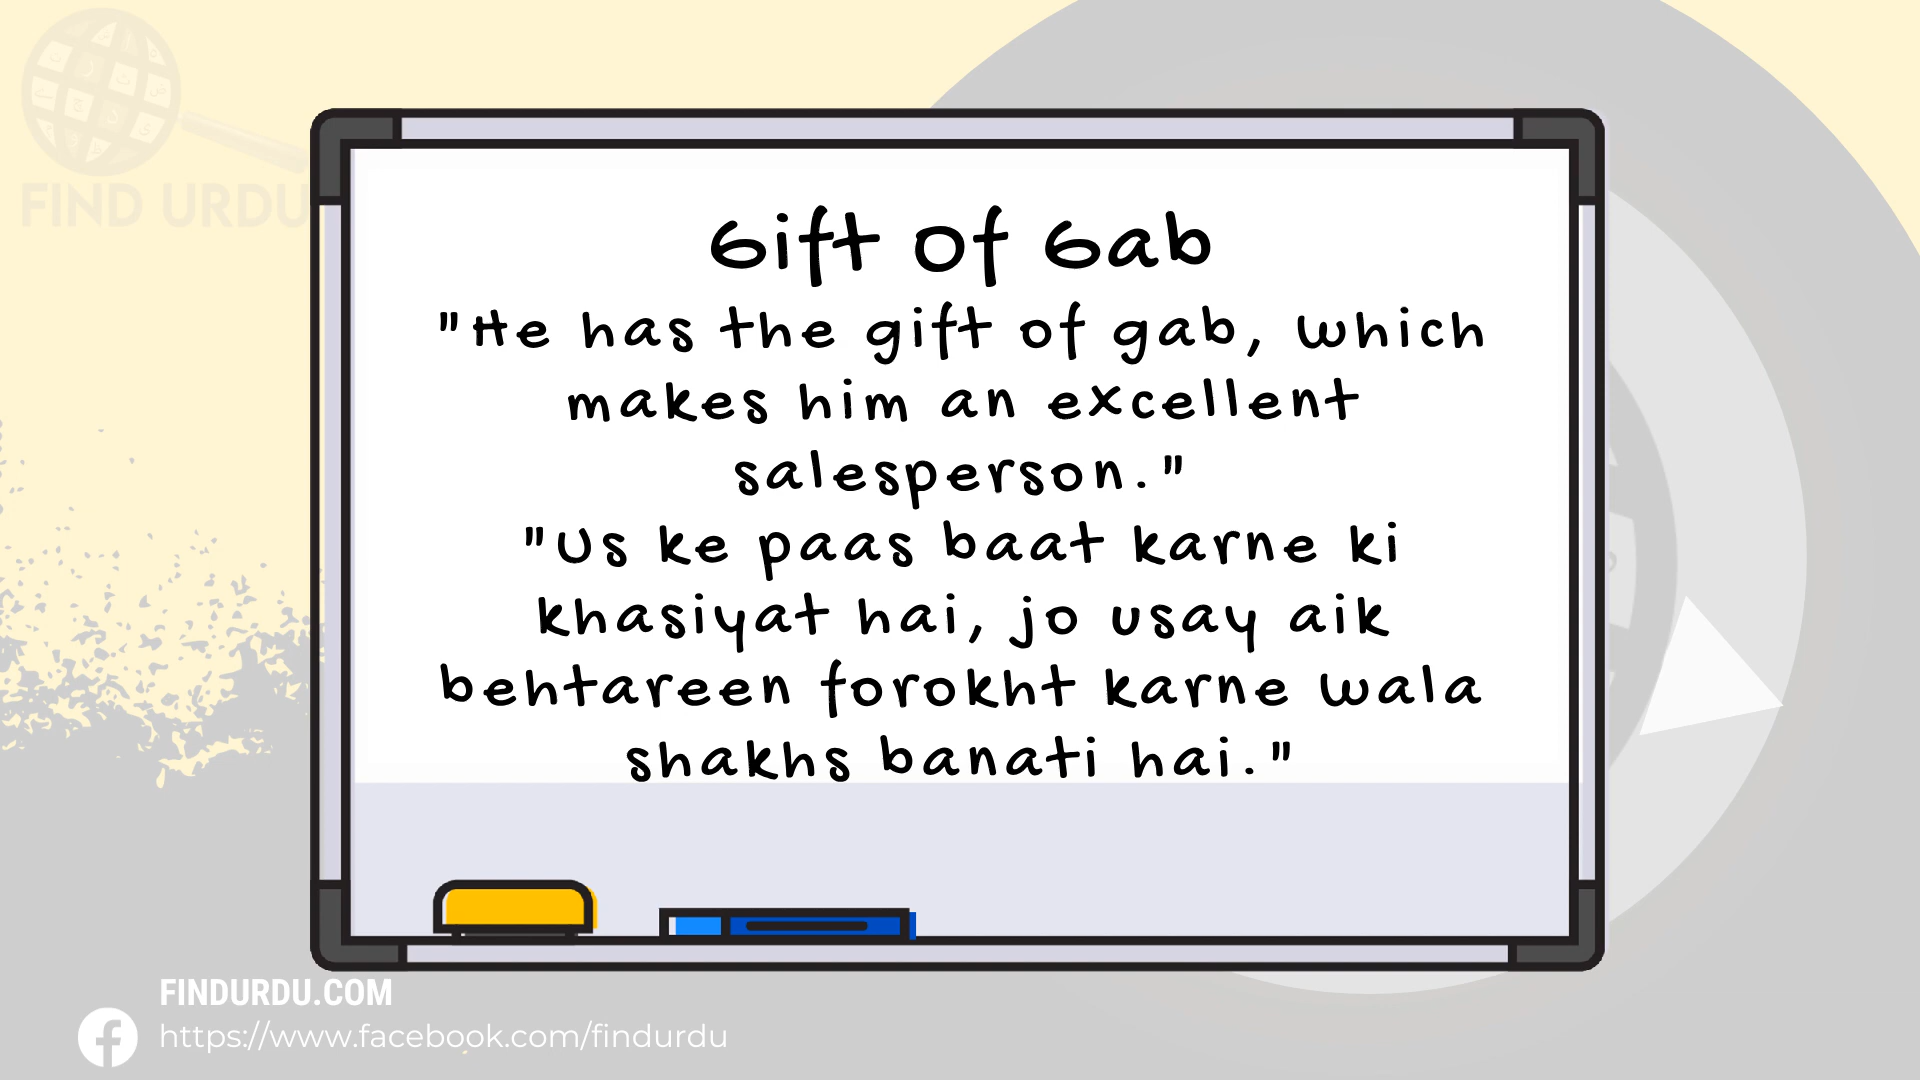 FIND URDU
Gift Of Gab
"He has the gift of gab, which
makes him an excellent
salesperson."
"Us ke paas baat karne ki
khasiyat hai, jo usay aik
behtareen forokht karne wala
shakhs banati hai."
FINDURDU.COM
https://www.facebook.com/findurdu